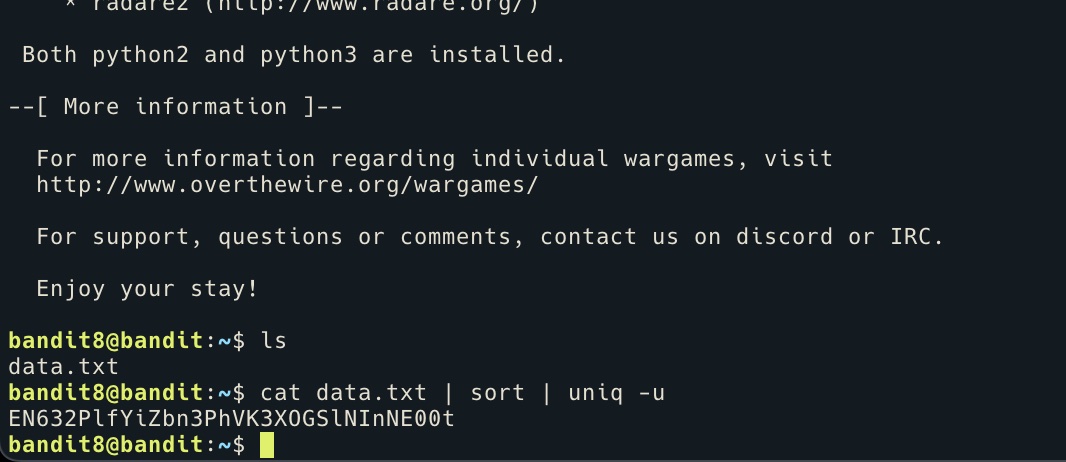 * radare2 (http://www.radare.org/)
Both python2 and python3 are installed.
--[ More information ]--
For more information regarding individual wargames, visit
http://www.overthewire.org/wargames/
For support, questions or comments, contact us on discord or IRC.
Enjoy your stay!
bandit8@bandit:~$ ls
data.txt
bandit8@bandit:~$ cat data.txt | sort | uniq -u
EN632PlfYiZbn3PhVK3XOGSlNInNE00t
bandit8@bandit:~$